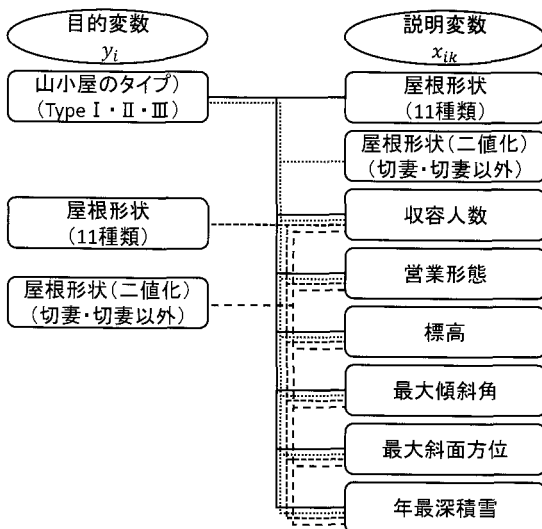 目的変数
y_i
山小屋のタイプ)
(Type Ⅰ・Ⅱ・Ⅲ)
屋根形状
(11種類)
屋根形状(二値化)
(切妻・切妻以外)
説明変数
x_ik
屋根形状
(11種類)
屋根形状(二値化)
(切妻・切妻以外)
収容人数
営業形態
標高
最大傾斜角
最大斜面方位
年最深積雪